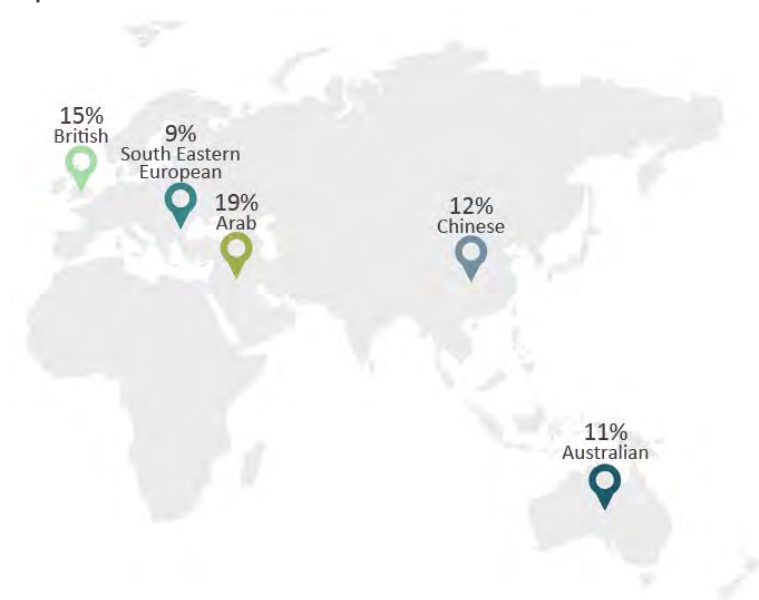 15%
British
9%
South Eastern
European
19%
Arab
12%
Chinese
11%
Australian